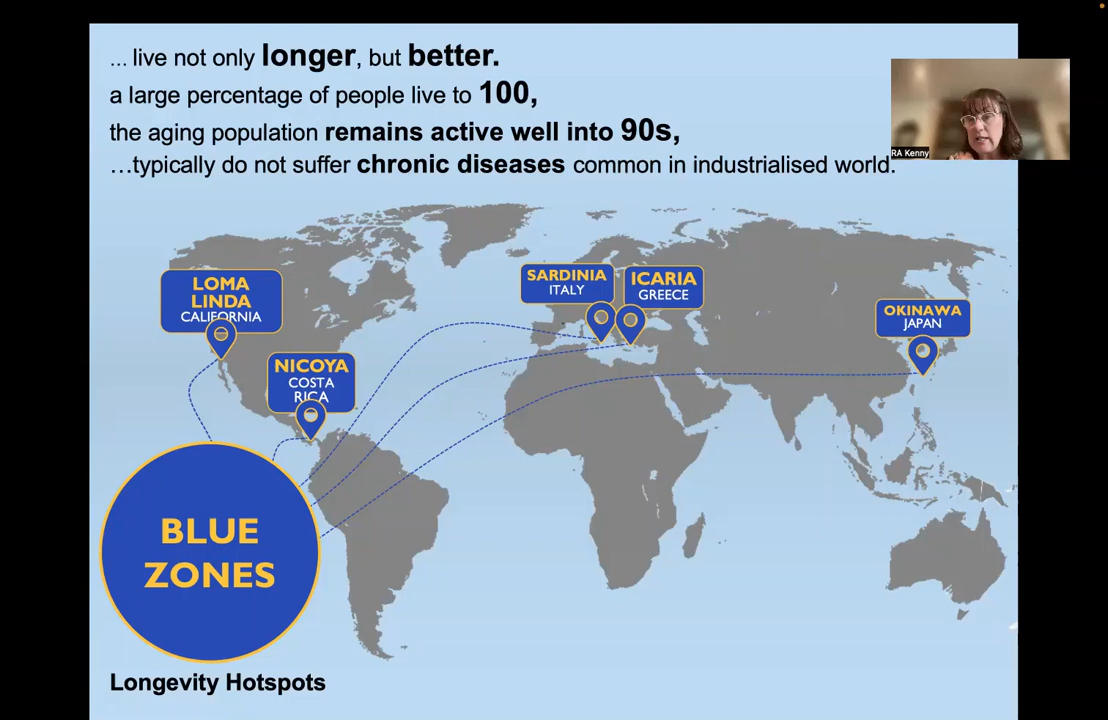 ... live not only longer, but better.
a large percentage of people live to 100,
the aging population remains active well into 90s,
...typically do not suffer chronic diseases common in industrialised world.
RA Kenny
LOMA
LINDA
CALIFORNIA
NICOYA
COSTA
RICA
SARDINIA
ITALY
ICARIA
GREECE
OKINAWA
JAPAN
BLUE
ZONES
Longevity Hotspots